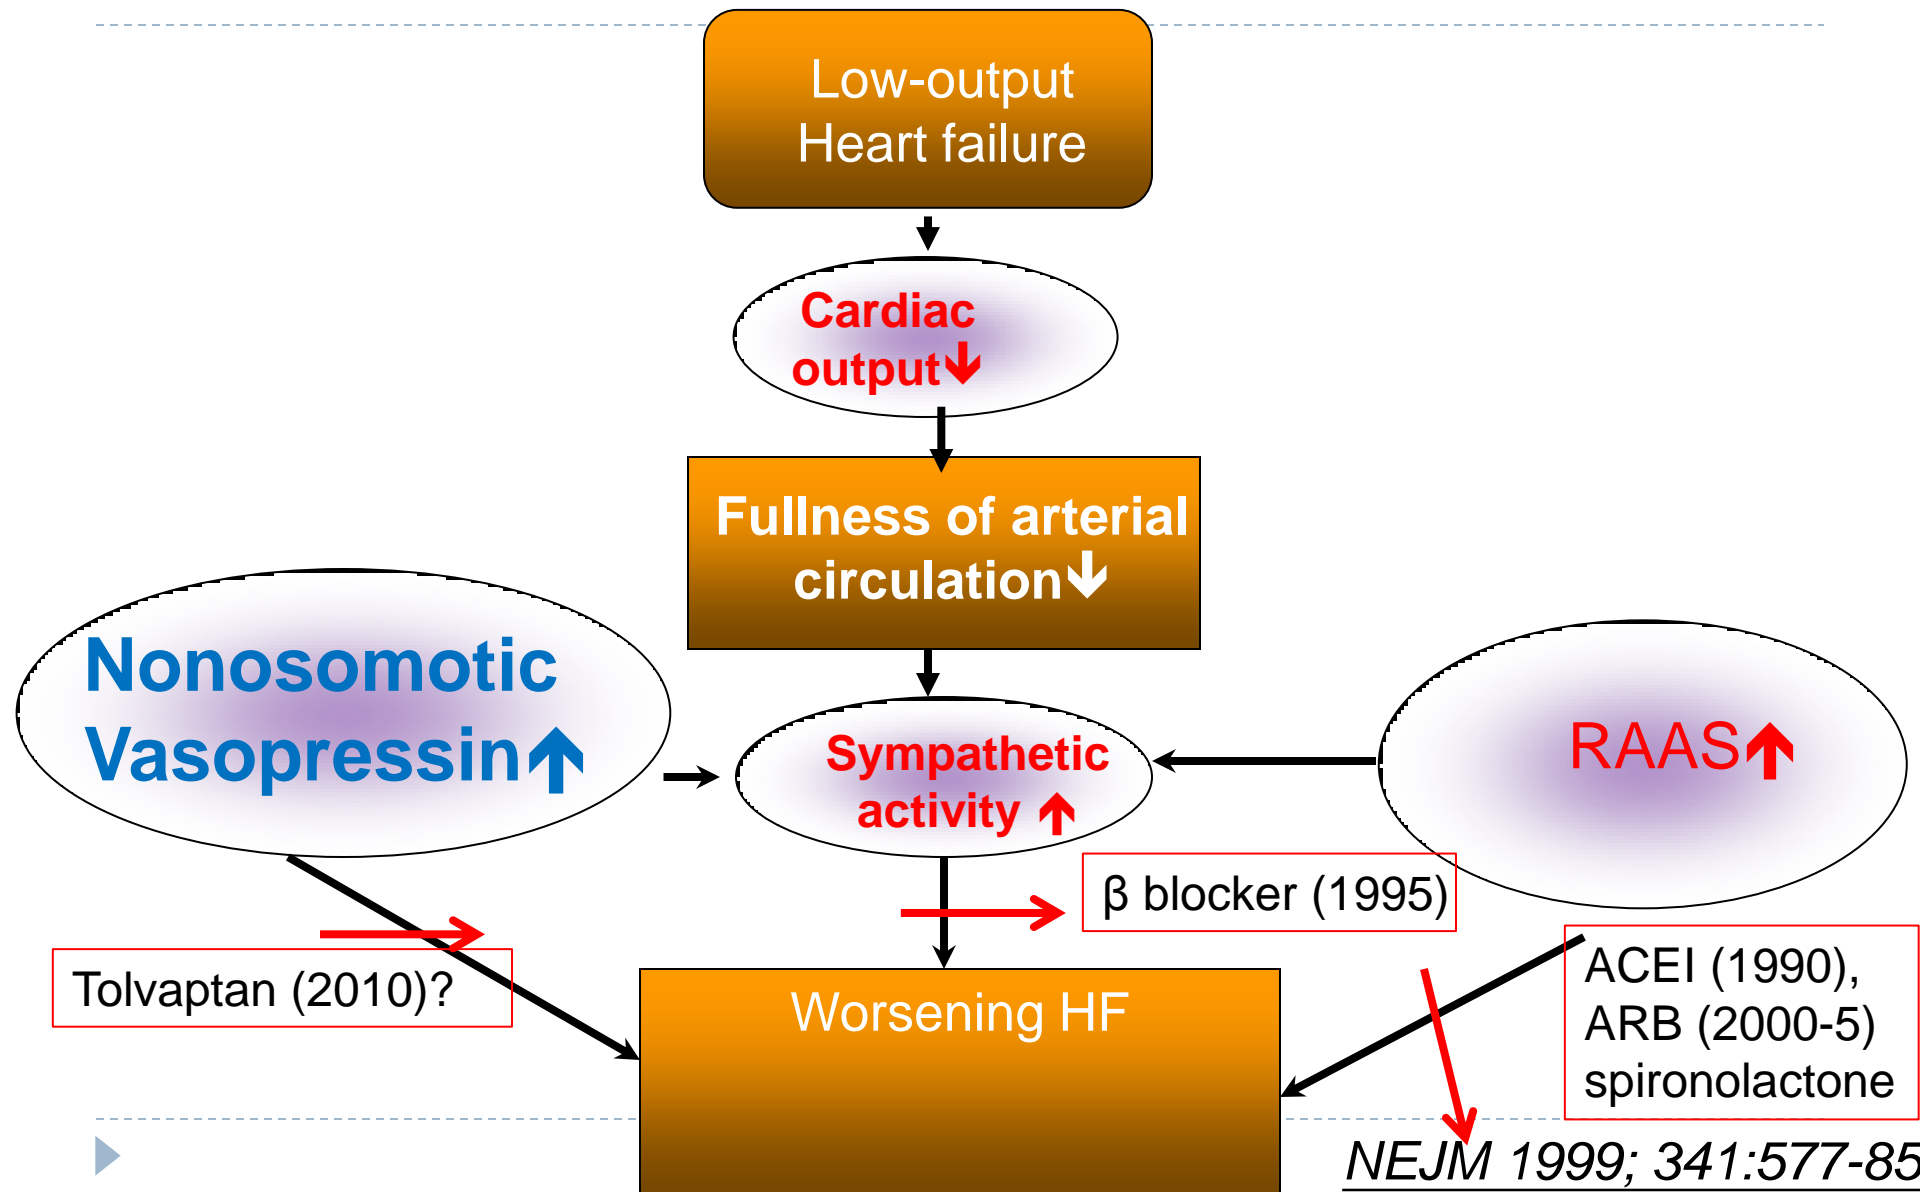 Low-output
Heart failure
Cardiac
output
Fullness of arterial
circulation
Nonosomotic
Vasopressin
Sympathetic
activity
RAAS
β blocker (1995)
Tolvaptan (2010)?
ACEI (1990),
ARB (2000-5)
spironolactone
Worsening HF
NEJM 1999; 341:577-85